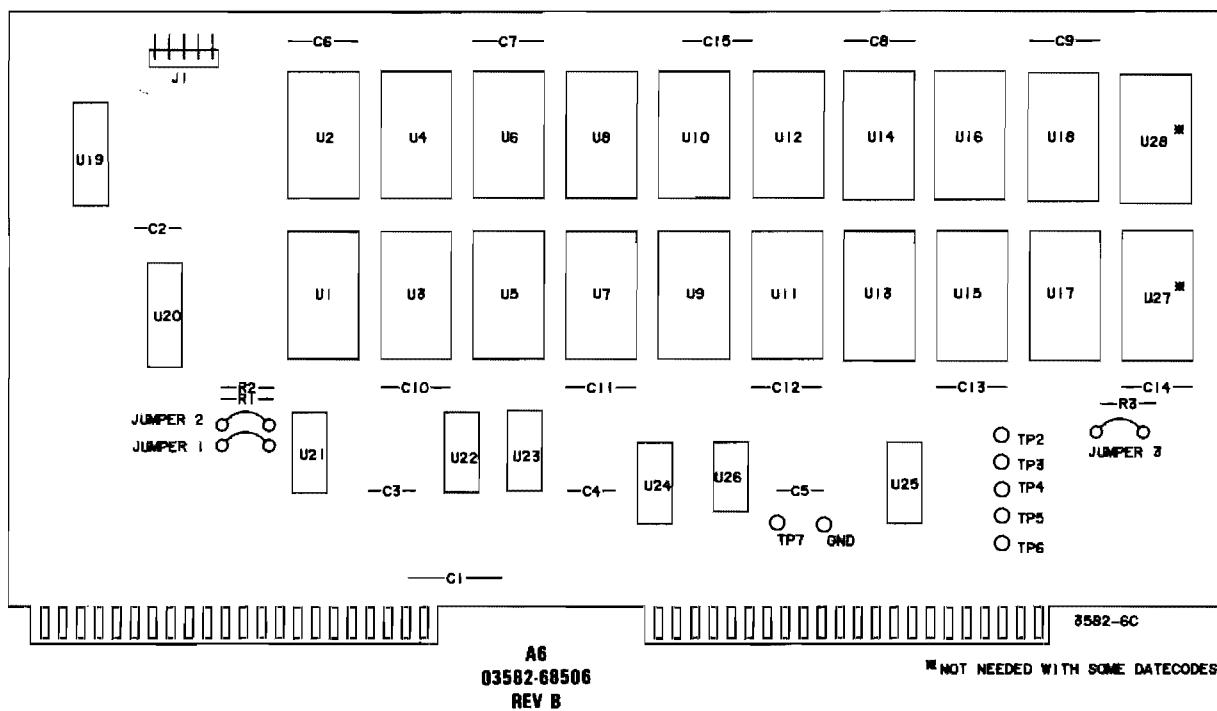 C6 C7 C15 C8 C9
J1
U2 U4 U6 U8 U10 U12 U14 U16 U18 U28*
U19
C2
U1 U3 U5 U7 U9 U11 U13 U15 U17 U27*
U20
R2 C10 C11 C12 C13 C14
R1 R3
JUMPER 2
JUMPER 1
JUMPER 3
U21 U22 U23 U24 U26 U25
TP2
TP3
TP4
TP5
TP6
C3 C4 C5
TP7 GND
C1
3582-6C
A6
03582-68506
REV B
*NOT NEEDED WITH SOME DATECODES